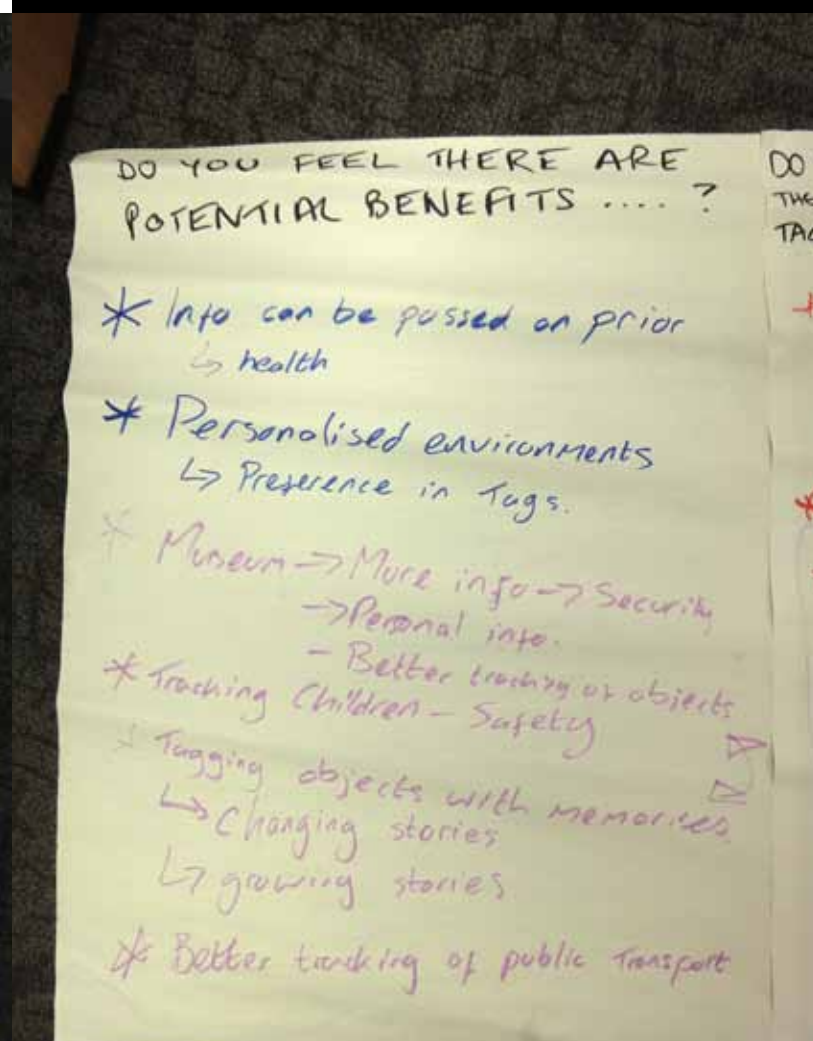 DO YOU FEEL THERE ARE
POTENTIAL BENEFITS .... ?
* Info can be passed on prior
↳ health
* Personalised environments
↳ Preference in Tags.
* Museum → More info → Security
→ Personal info.
- Better tracking of objects
* Tracking Children - Safety
* Tagging objects with memories
↳ Changing stories
↳ growing stories
* Better tracking of public Transport
DO
THE
TAG